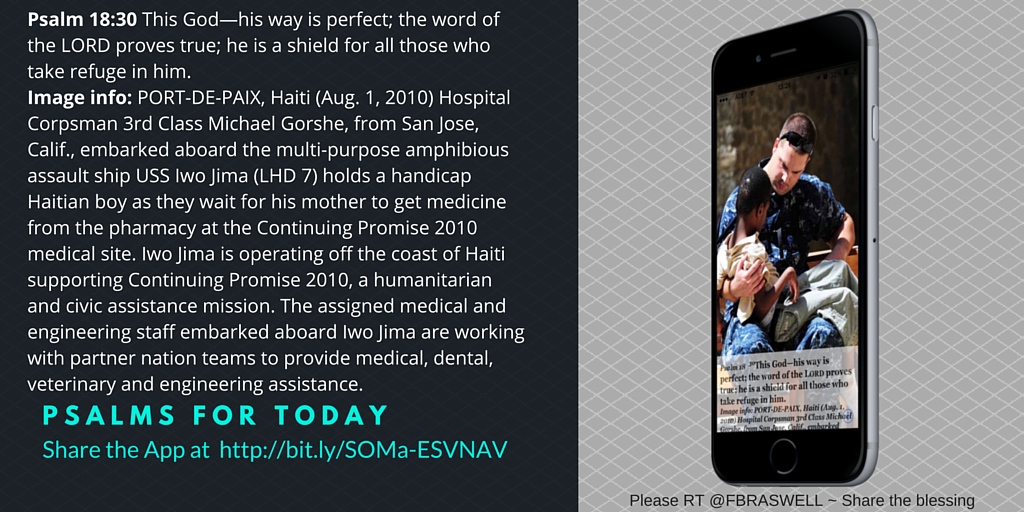 Psalm 18:30 This God—his way is perfect; the word of
the LORD proves true; he is a shield for all those who
take refuge in him.
Image info: PORT-DE-PAIX, Haiti (Aug. 1, 2010) Hospital
Corpsman 3rd Class Michael Gorshe, from San Jose,
Calif., embarked aboard the multi-purpose amphibious
assault ship USS Iwo Jima (LHD 7) holds a handicap
Haitian boy as they wait for his mother to get medicine
from the pharmacy at the Continuing Promise 2010
medical site. Iwo Jima is operating off the coast of Haiti
supporting Continuing Promise 2010, a humanitarian
and civic assistance mission. The assigned medical and
engineering staff embarked aboard Iwo Jima are working
with partner nation teams to provide medical, dental,
veterinary and engineering assistance.
PSALMS FOR TODAY
Share the App at http://bit.ly/SOMa-ESVNAV
Psalm 18 30This God—his way is
perfect; the word of the LORD proves
true; he is a shield for all those who
take refuge in him.
Image info: PORT-DE-PAIX, Haiti (Aug. 1,
2010) Hospital Corpsman 3rd Class Michael
Gorshe, from San Jose, Calif., embarked
Please RT @FBRASWELL ~ Share the blessing